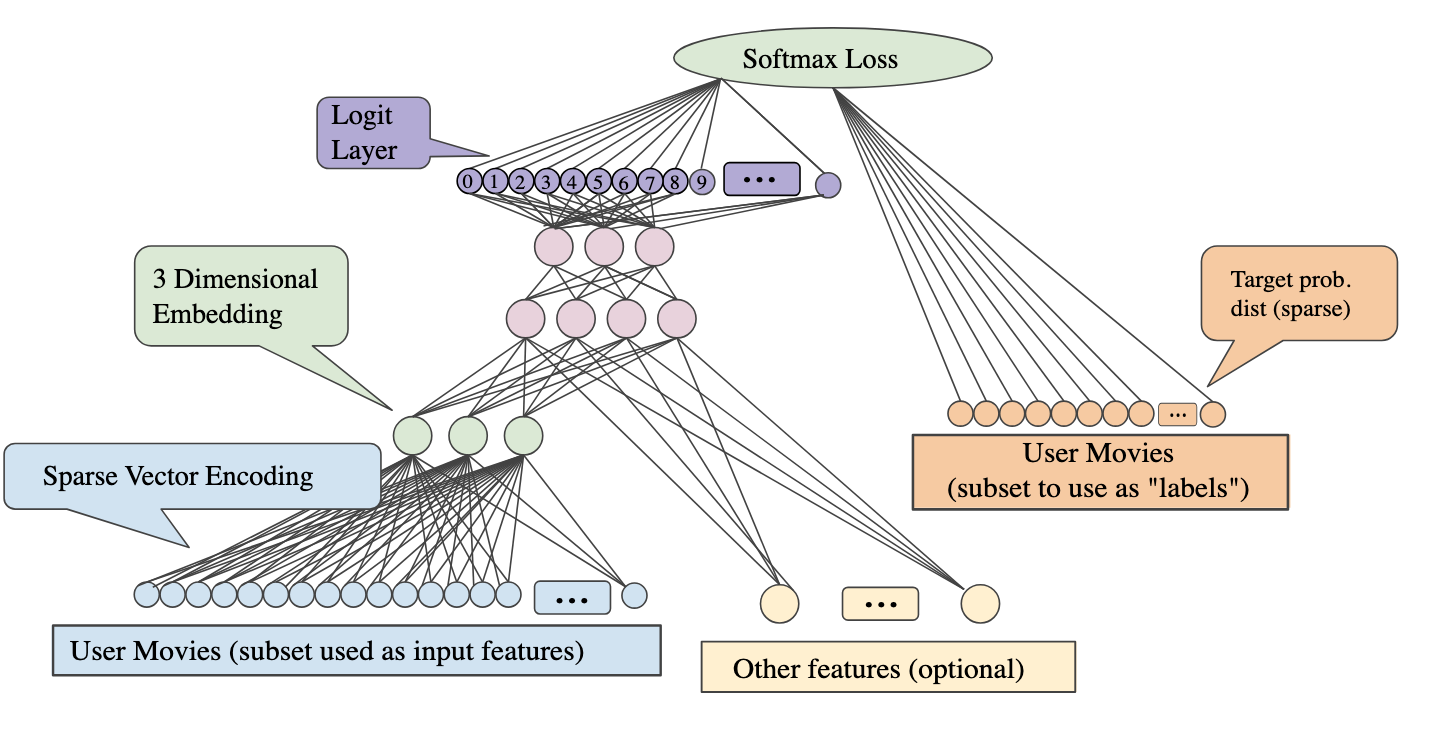 Softmax Loss
Logit
Layer
0 1 2 3 4 5 6 7 8 9 ...
3 Dimensional
Embedding
Target prob.
dist (sparse)
...
User Movies
(subset to use as "labels")
Sparse Vector Encoding
...
User Movies (subset used as input features)
...
Other features (optional)